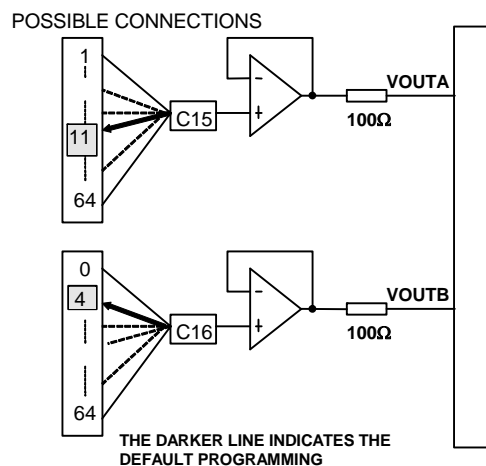 POSSIBLE CONNECTIONS
1
11
64
C15
-
+
VOUTA
100Ω
0
4
64
C16
-
+
VOUTB
100Ω
THE DARKER LINE INDICATES THE
DEFAULT PROGRAMMING